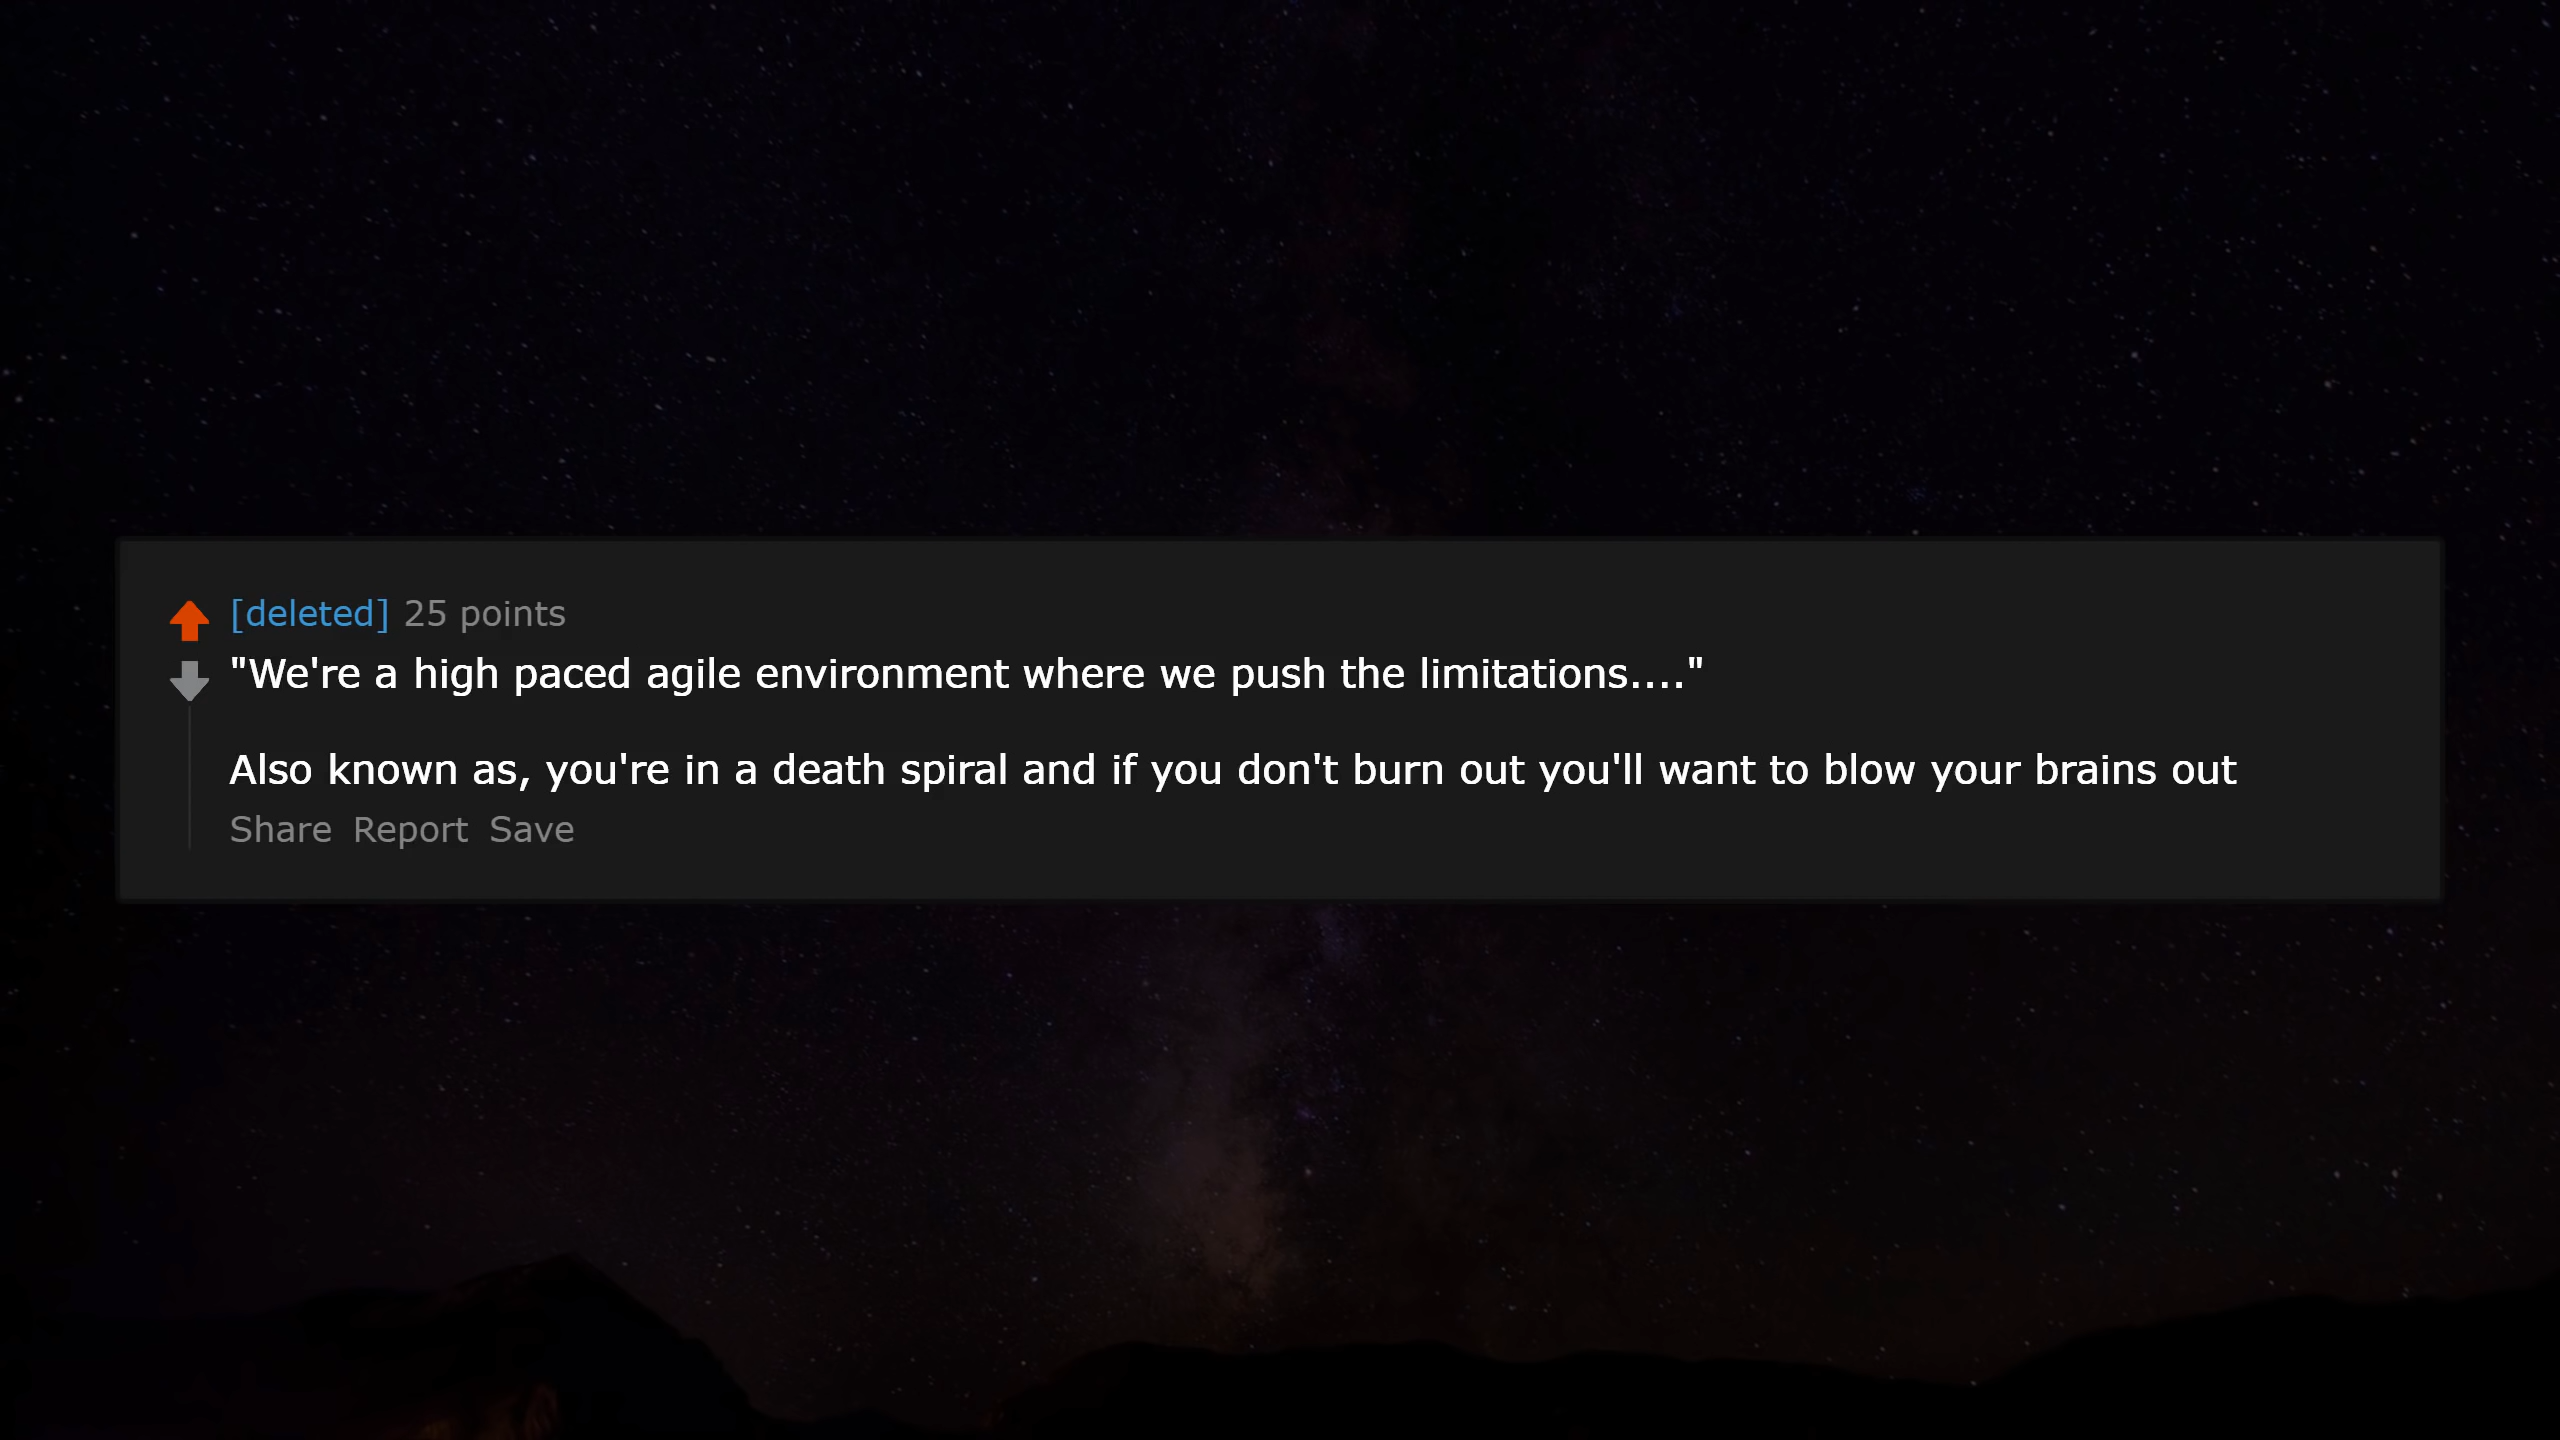 [deleted] 25 points
"We're a high paced agile environment where we push the limitations...."
Also known as, you're in a death spiral and if you don't burn out you'll want to blow your brains out
Share Report Save